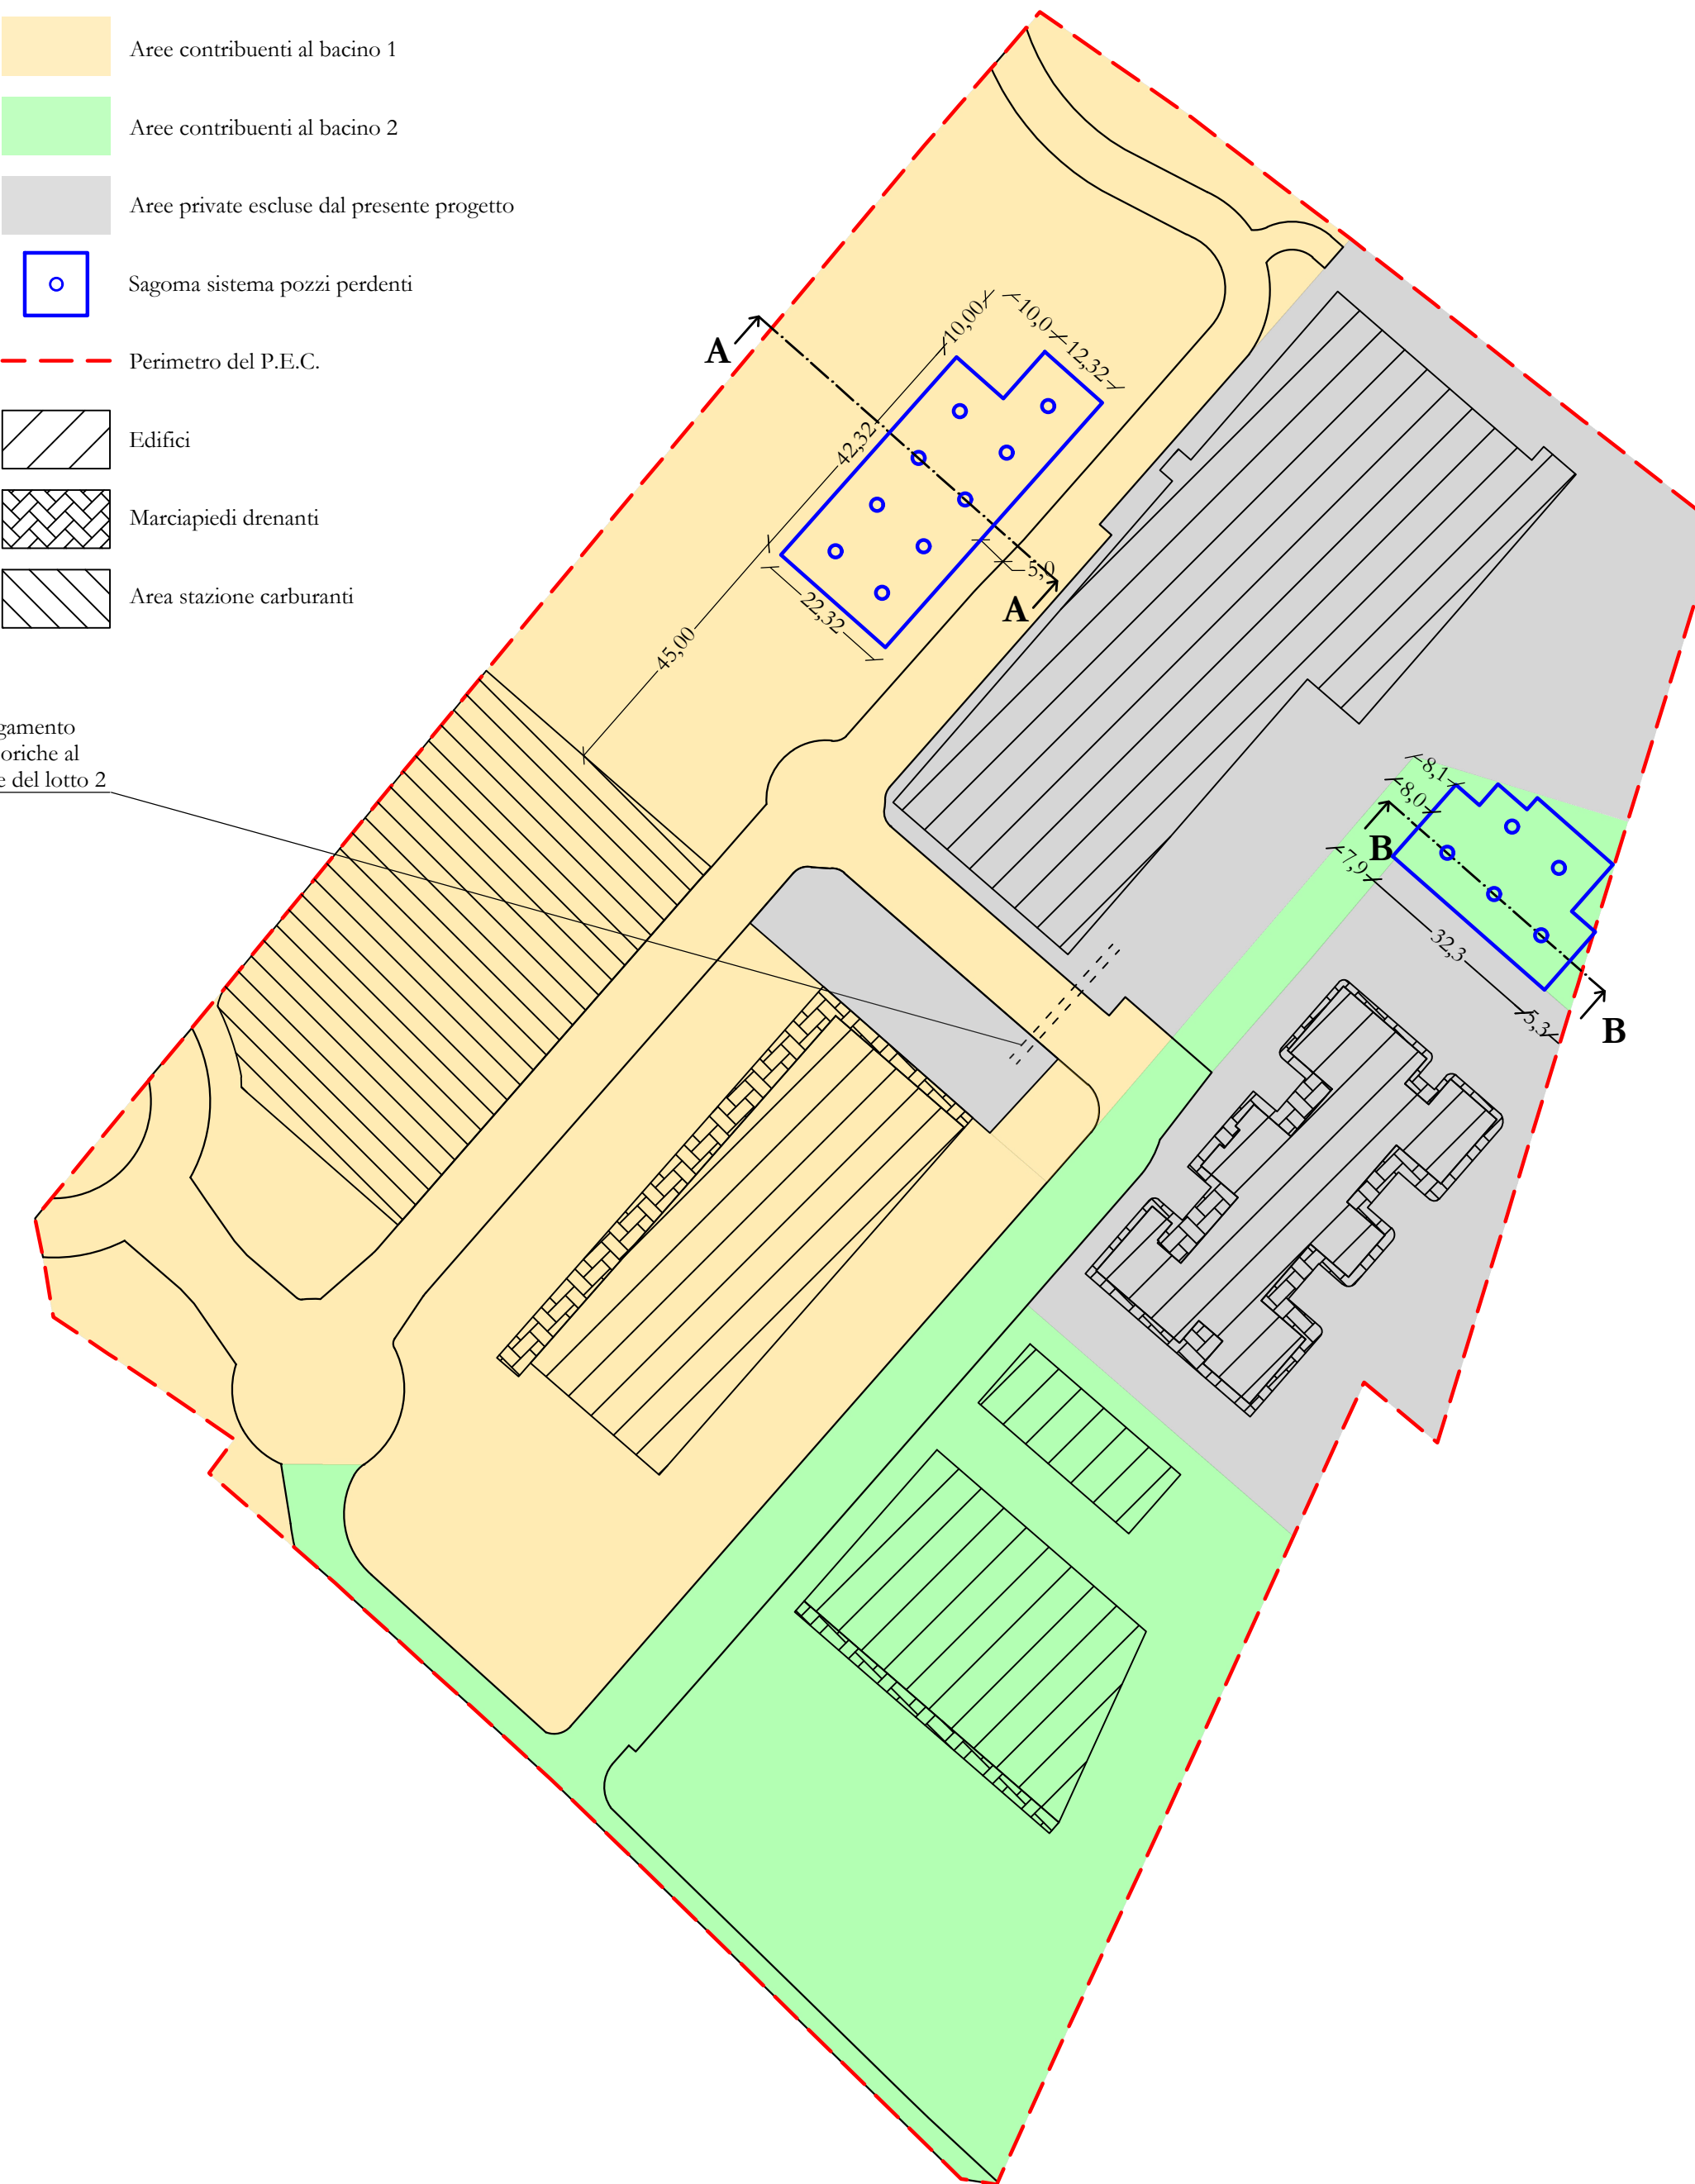 Aree contribuenti al bacino 1
Aree contribuenti al bacino 2
Aree private escluse dal presente progetto
Sagoma sistema pozzi perdenti
Perimetro del P.E.C.
Edifici
Marciapiedi drenanti
Area stazione carburanti
gamento
oriche al
e del lotto 2
A
10,00
10,0
12,32
42,32
5,0
A
22,32
45,00
8,1
8,0
B
7,9
32,3
5,3
B